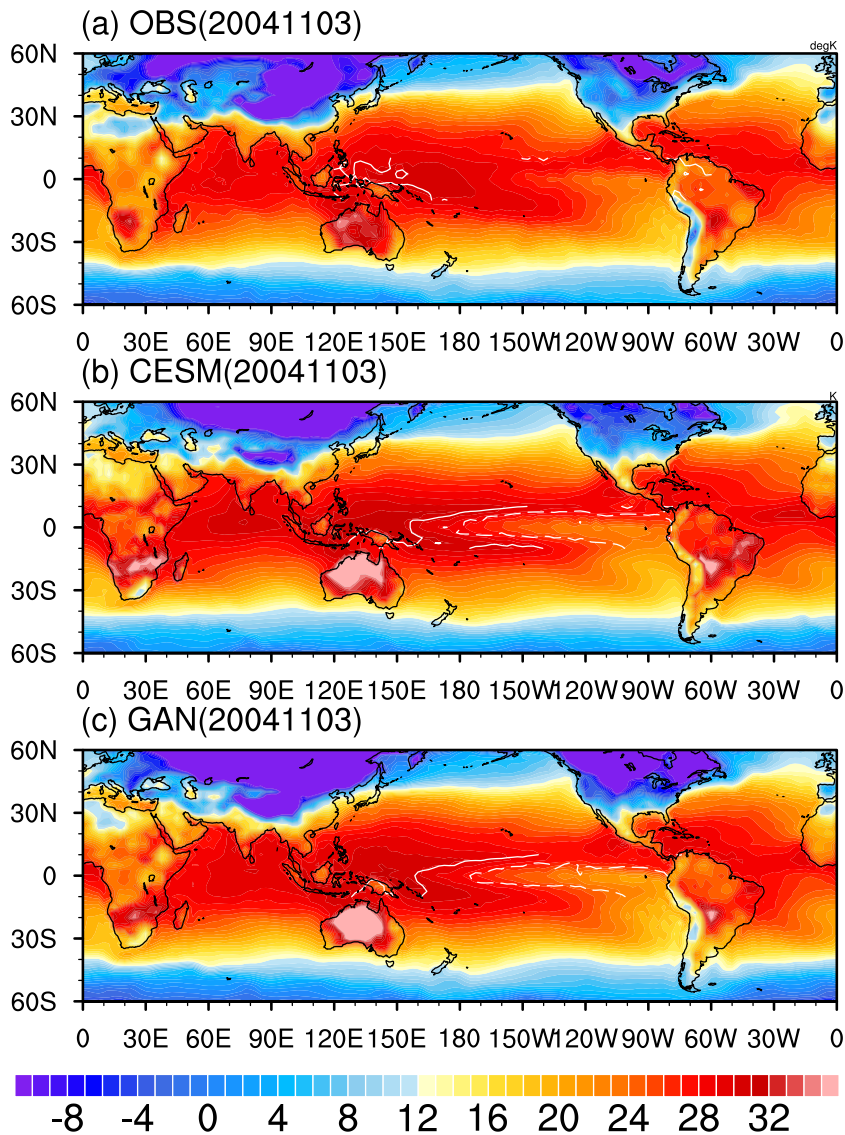 (a) OBS(20041103)
degK
60N
30N
0
30S
60S
0 30E 60E 90E 120E 150E 180 150W 120W 90W 60W 30W 0
(b) CESM(20041103)
K
60N
30N
0
30S
60S
0 30E 60E 90E 120E 150E 180 150W 120W 90W 60W 30W 0
(c) GAN(20041103)
60N
30N
0
30S
60S
0 30E 60E 90E 120E 150E 180 150W 120W 90W 60W 30W 0
-8 -4 0 4 8 12 16 20 24 28 32